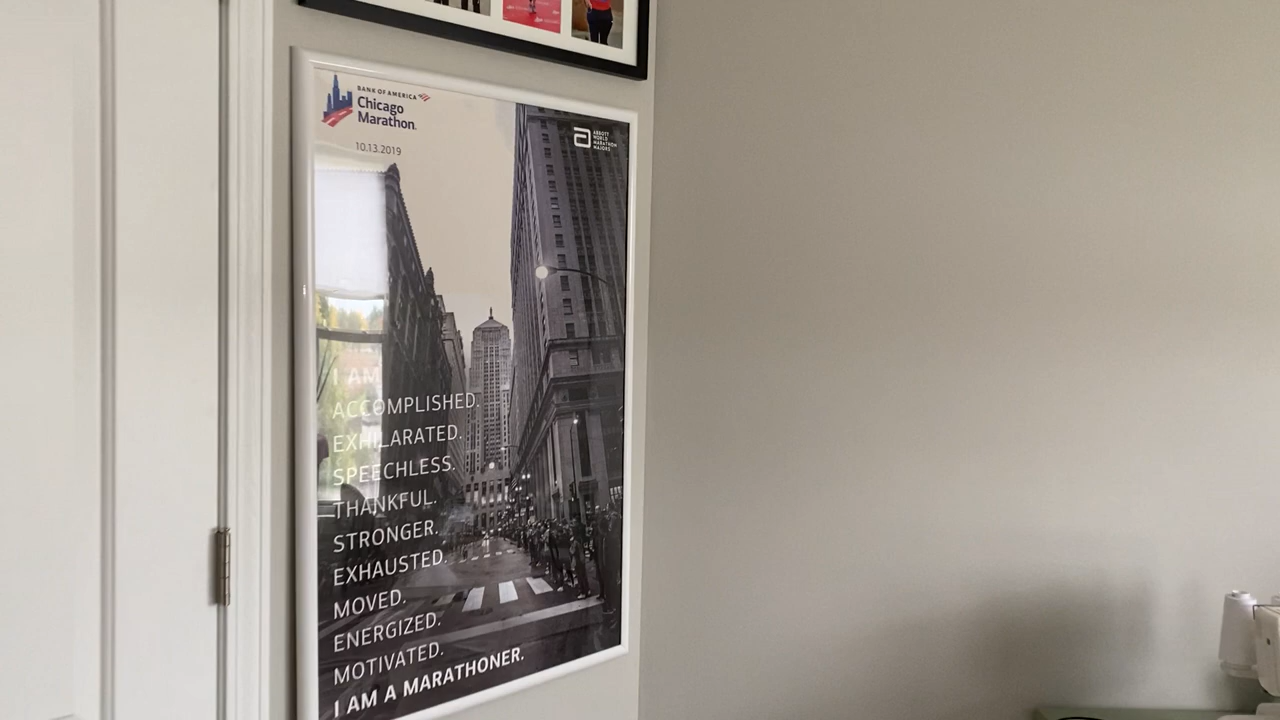 BANK OF AMERICA
Chicago
Marathon
10.13.2019
ABBOTT
WORLD
MARATHON
MAJORS
I AM
ACCOMPLISHED.
EXHILARATED.
SPEECHLESS.
THANKFUL.
STRONGER.
EXHAUSTED.
MOVED.
ENERGIZED.
MOTIVATED.
I AM A MARATHONER.